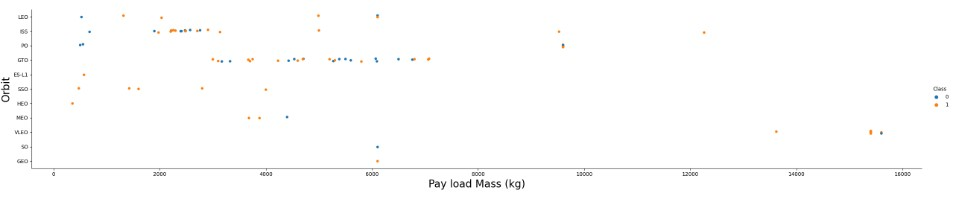 LEO
ISS
PO
GTO
ES-L1
SSO
HEO
MEO
VLEO
SO
GEO
Orbit
0 2000 4000 6000 8000 10000 12000 14000 16000
Pay load Mass (kg)
Class
0
1